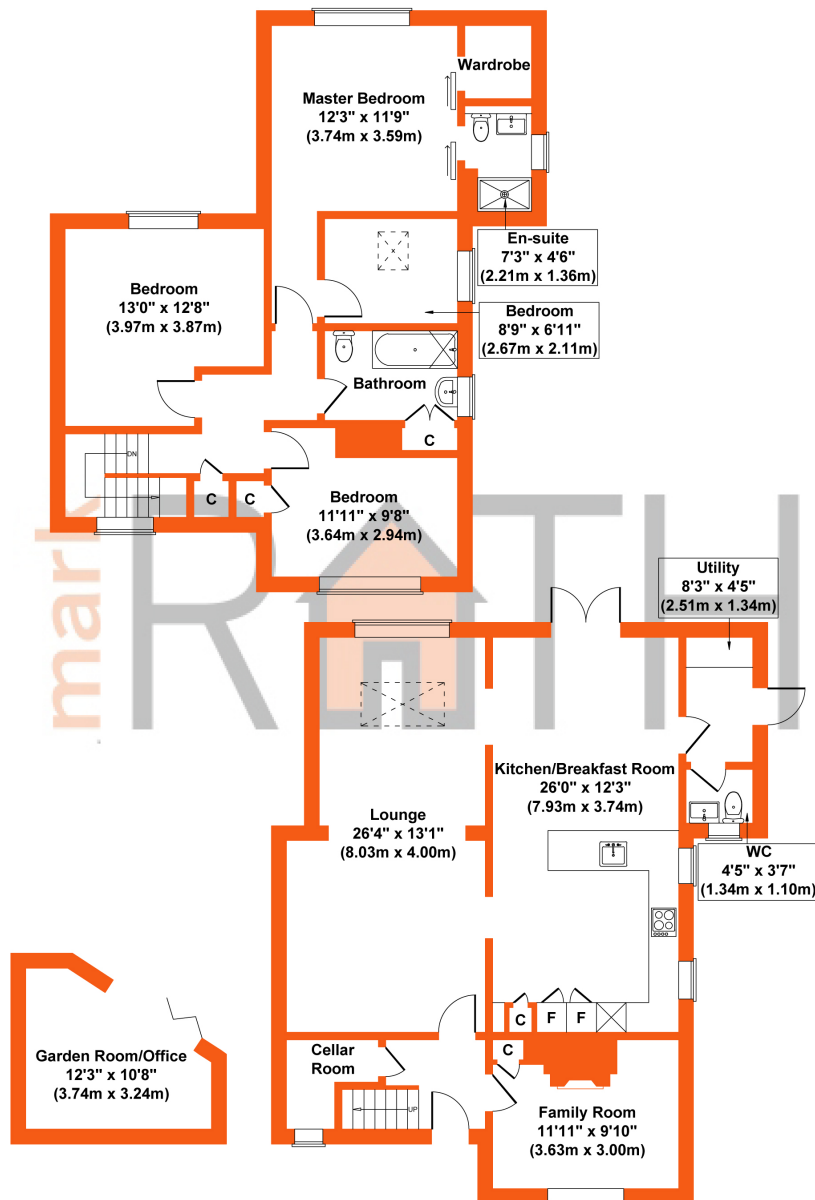 Wardrobe
Master Bedroom
12'3" x 11'9"
(3.74m x 3.59m)
En-suite
7'3" x 4'6"
(2.21m x 1.36m)
Bedroom
13'0" x 12'8"
(3.97m x 3.87m)
Bedroom
8'9" x 6'11"
(2.67m x 2.11m)
Bathroom
C
DN
C
C
Bedroom
11'11" x 9'8"
(3.64m x 2.94m)
mark
ROTH
Utility
8'3" x 4'5"
(2.51m x 1.34m)
Kitchen/Breakfast Room
26'0" x 12'3"
(7.93m x 3.74m)
Lounge
26'4" x 13'1"
(8.03m x 4.00m)
WC
4'5" x 3'7"
(1.34m x 1.10m)
C
F
F
Garden Room/Office
12'3" x 10'8"
(3.74m x 3.24m)
Cellar
Room
C
UP
Family Room
11'11" x 9'10"
(3.63m x 3.00m)